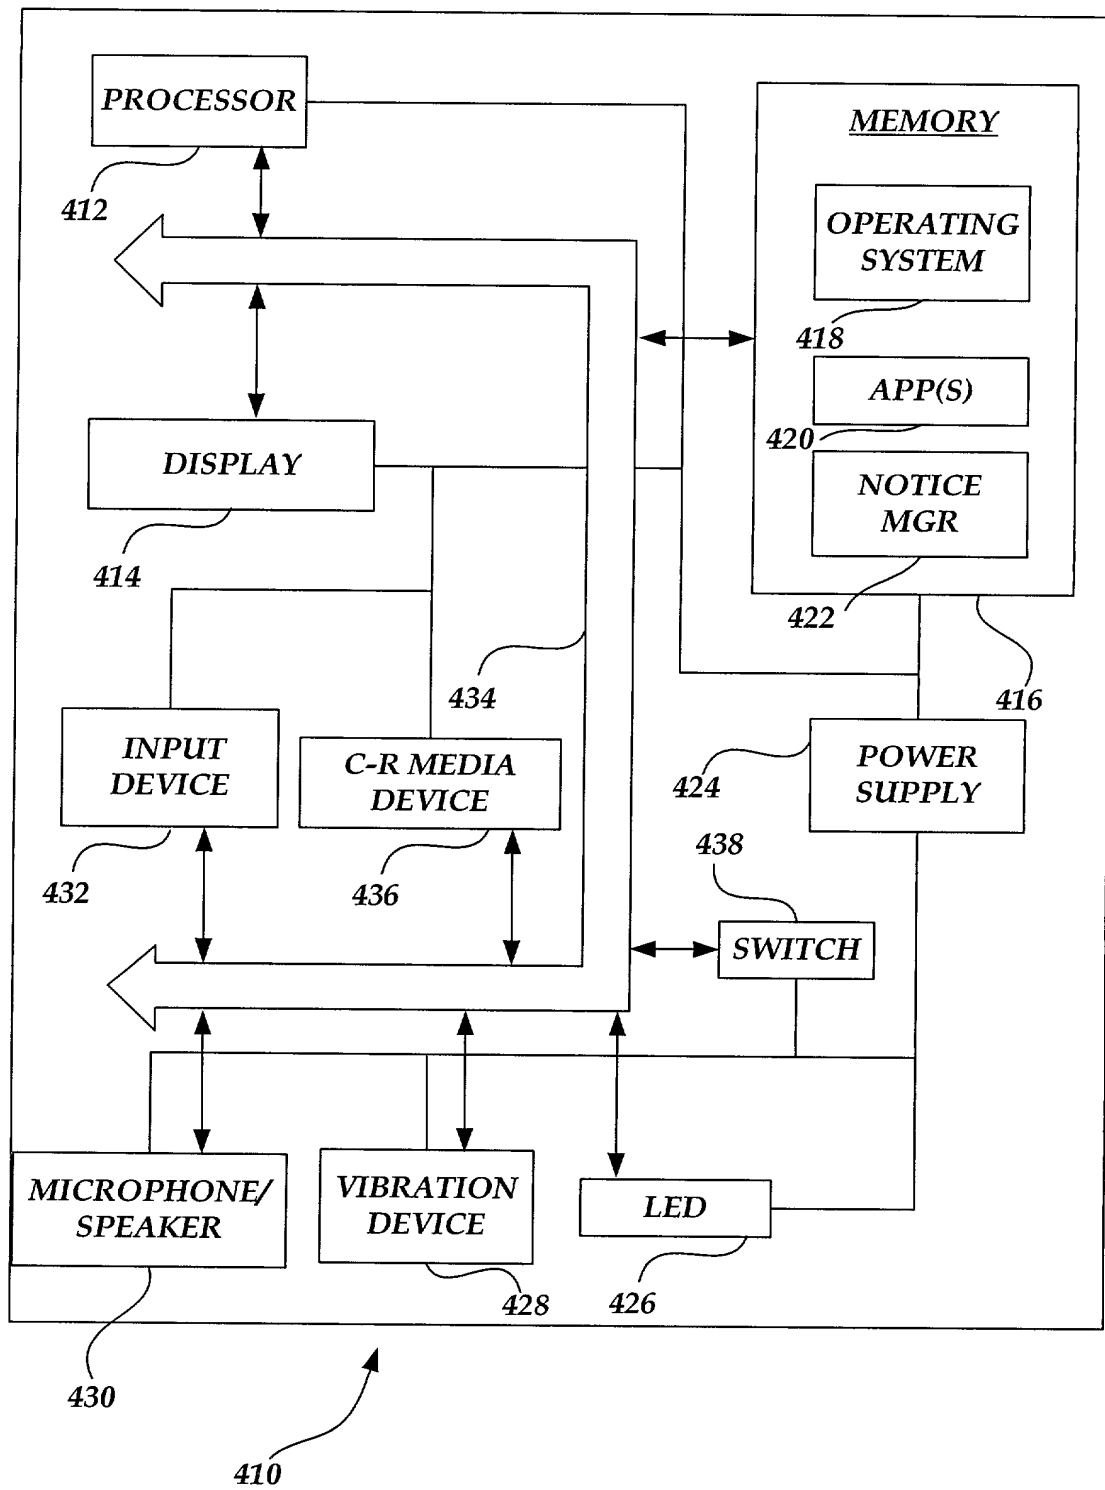 PROCESSOR
412
MEMORY
OPERATING
SYSTEM
418
APP(S)
420
NOTICE
MGR
422
416
DISPLAY
414
434
INPUT
DEVICE
432
C-R MEDIA
DEVICE
436
POWER
SUPPLY
424
438
SWITCH
MICROPHONE/
SPEAKER
430
VIBRATION
DEVICE
428
LED
426
410